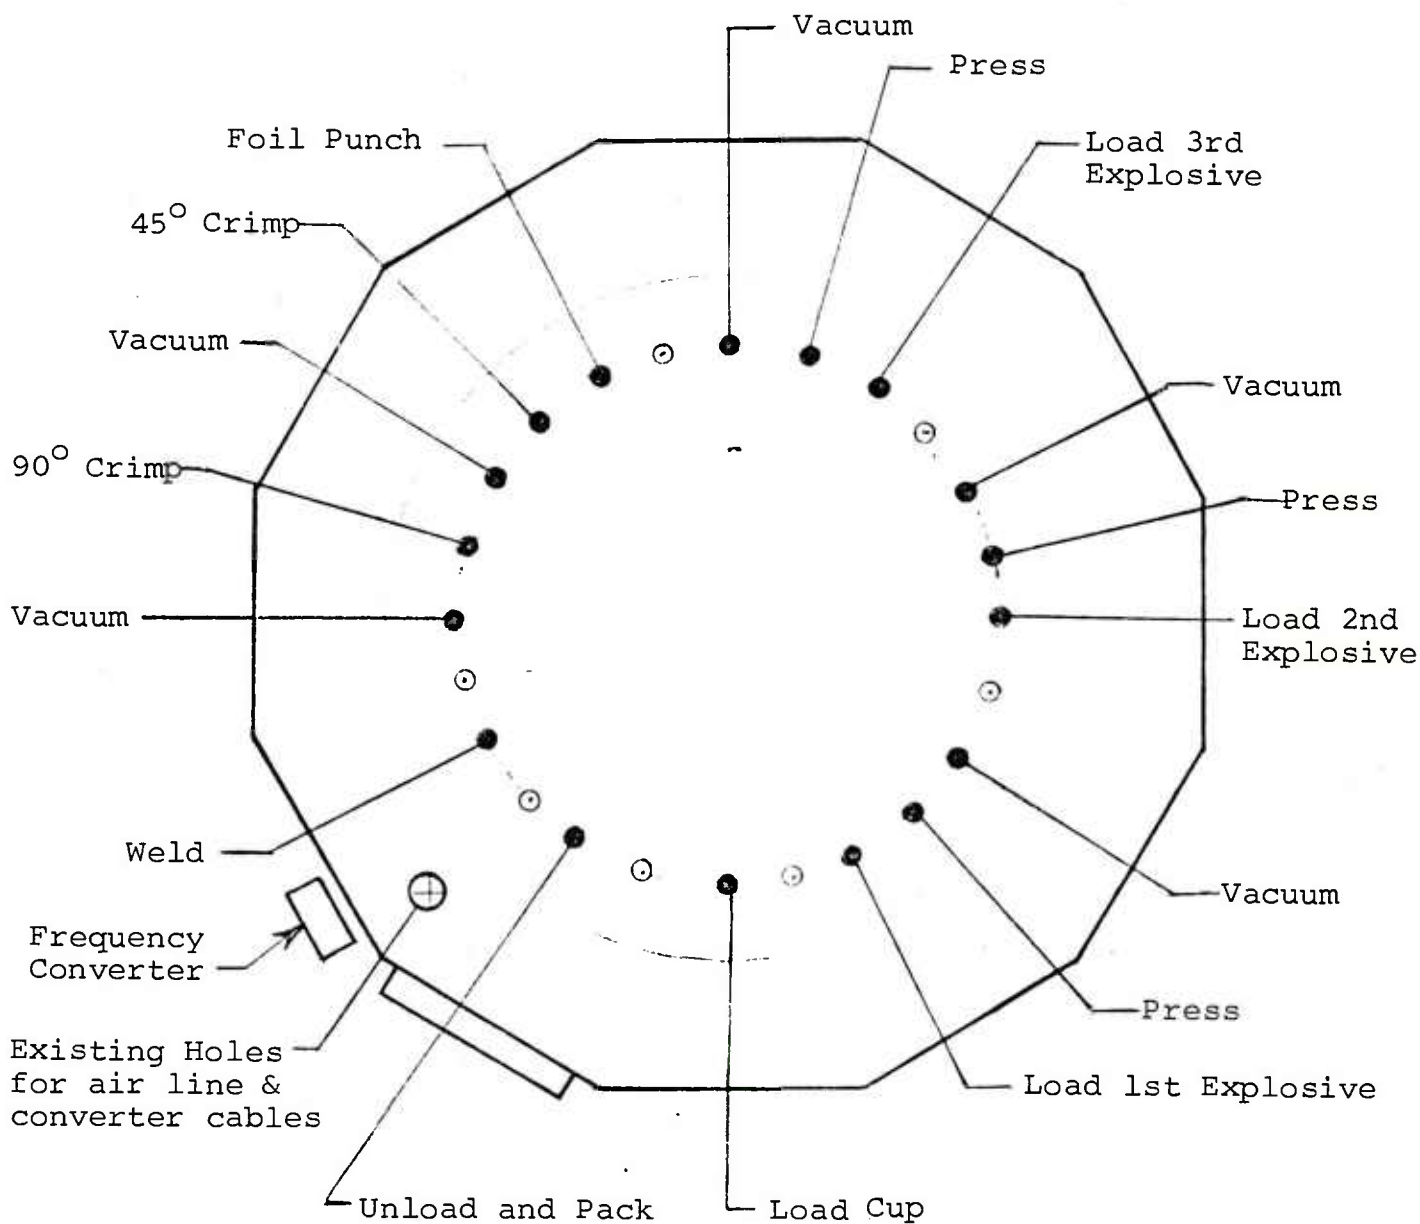 Vacuum
Press
Foil Punch
Load 3rd
Explosive
45° Crimp
Vacuum
Vacuum
90° Crimp
Press
Vacuum
Load 2nd
Explosive
Weld
Vacuum
Frequency
Converter
Press
Existing Holes
for air line &
converter cables
Load 1st Explosive
Unload and Pack
Load Cup